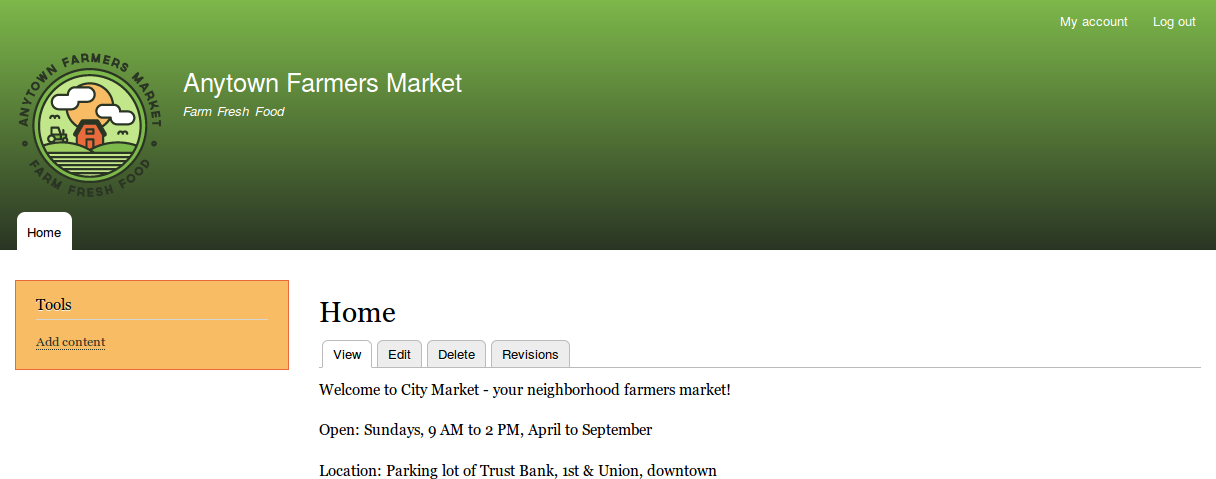 My account Log out
ANYTOWN FARMERS MARKET
FARM FRESH FOOD
Anytown Farmers Market
Farm Fresh Food
Home
Tools
Add content
Home
View Edit Delete Revisions
Welcome to City Market - your neighborhood farmers market!
Open: Sundays, 9 AM to 2 PM, April to September
Location: Parking lot of Trust Bank, 1st & Union, downtown